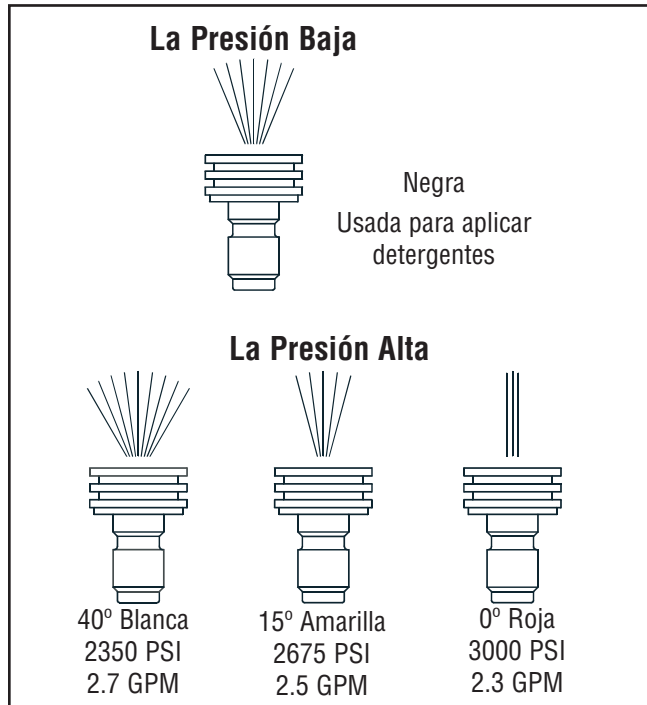 La Presión Baja
Negra
Usada para aplicar
detergentes
La Presión Alta
40º Blanca
2350 PSI
2.7 GPM
15º Amarilla
2675 PSI
2.5 GPM
0º Roja
3000 PSI
2.3 GPM